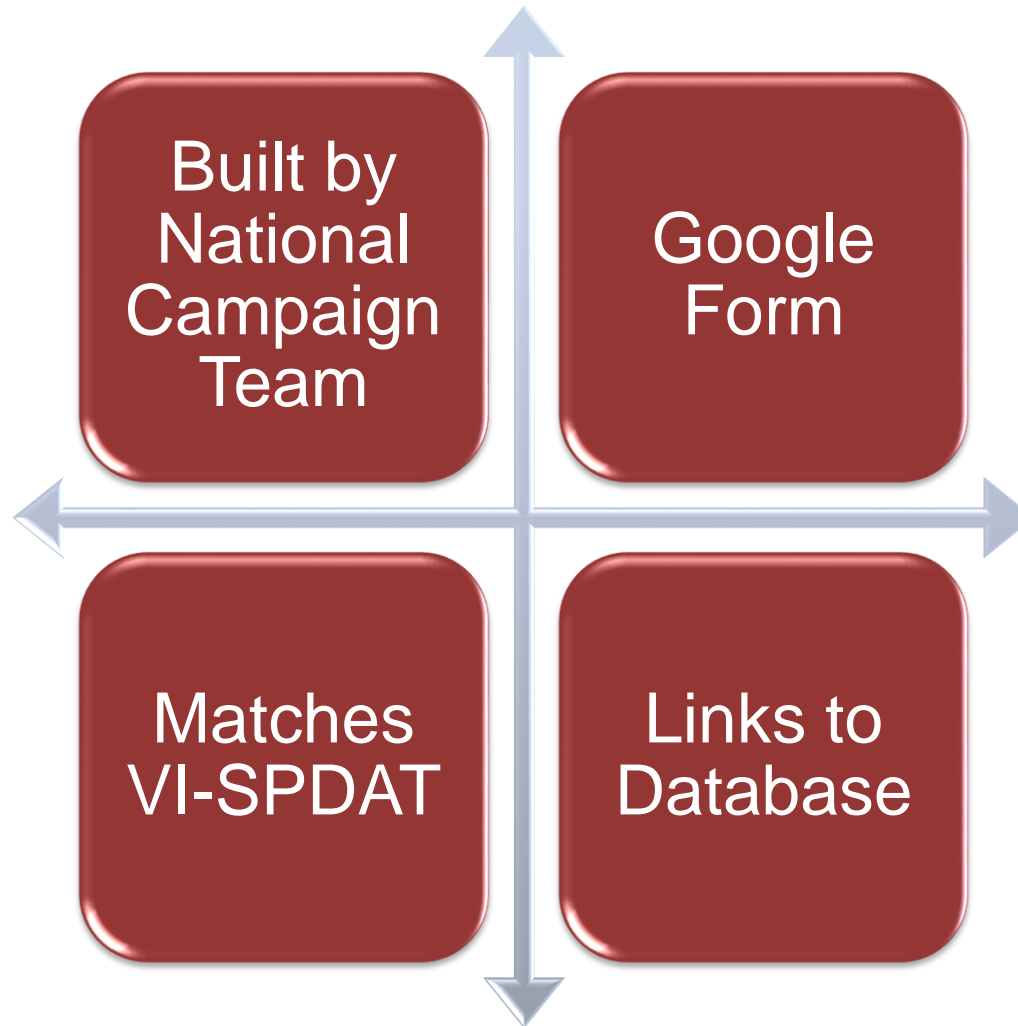 Built by
National
Campaign
Team
Google
Form
Matches
VI-SPDAT
Links to
Database